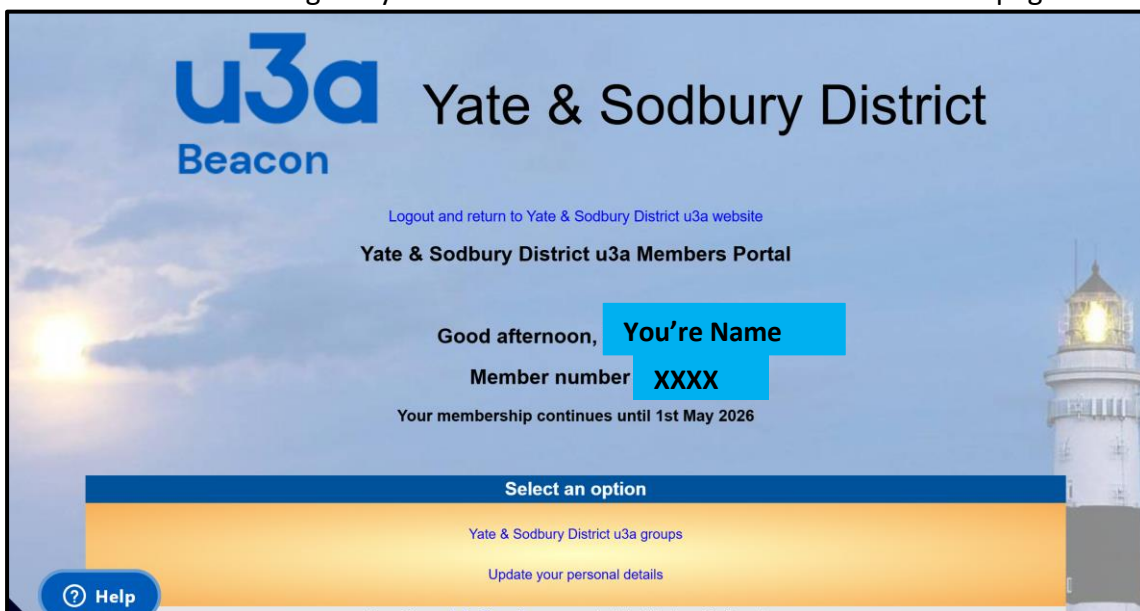 u3a
Beacon
Yate & Sodbury District
Logout and return to Yate & Sodbury District u3a website
Yate & Sodbury District u3a Members Portal
Good afternoon, You’re Name
Member number XXXX
Your membership continues until 1st May 2026
Select an option
Yate & Sodbury District u3a groups
Update your personal details
? Help